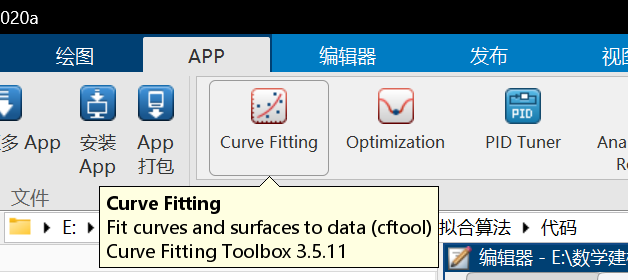 020a
绘图 APP 编辑器 发布 视图
多 App 安装 App App 打包 Curve Fitting Optimization PID PID Tuner Ana Re
文件
Curve Fitting
Fit curves and surfaces to data (cftool)
Curve Fitting Toolbox 3.5.11
E: 拟合算法 代码
编辑器 - E:\数学建